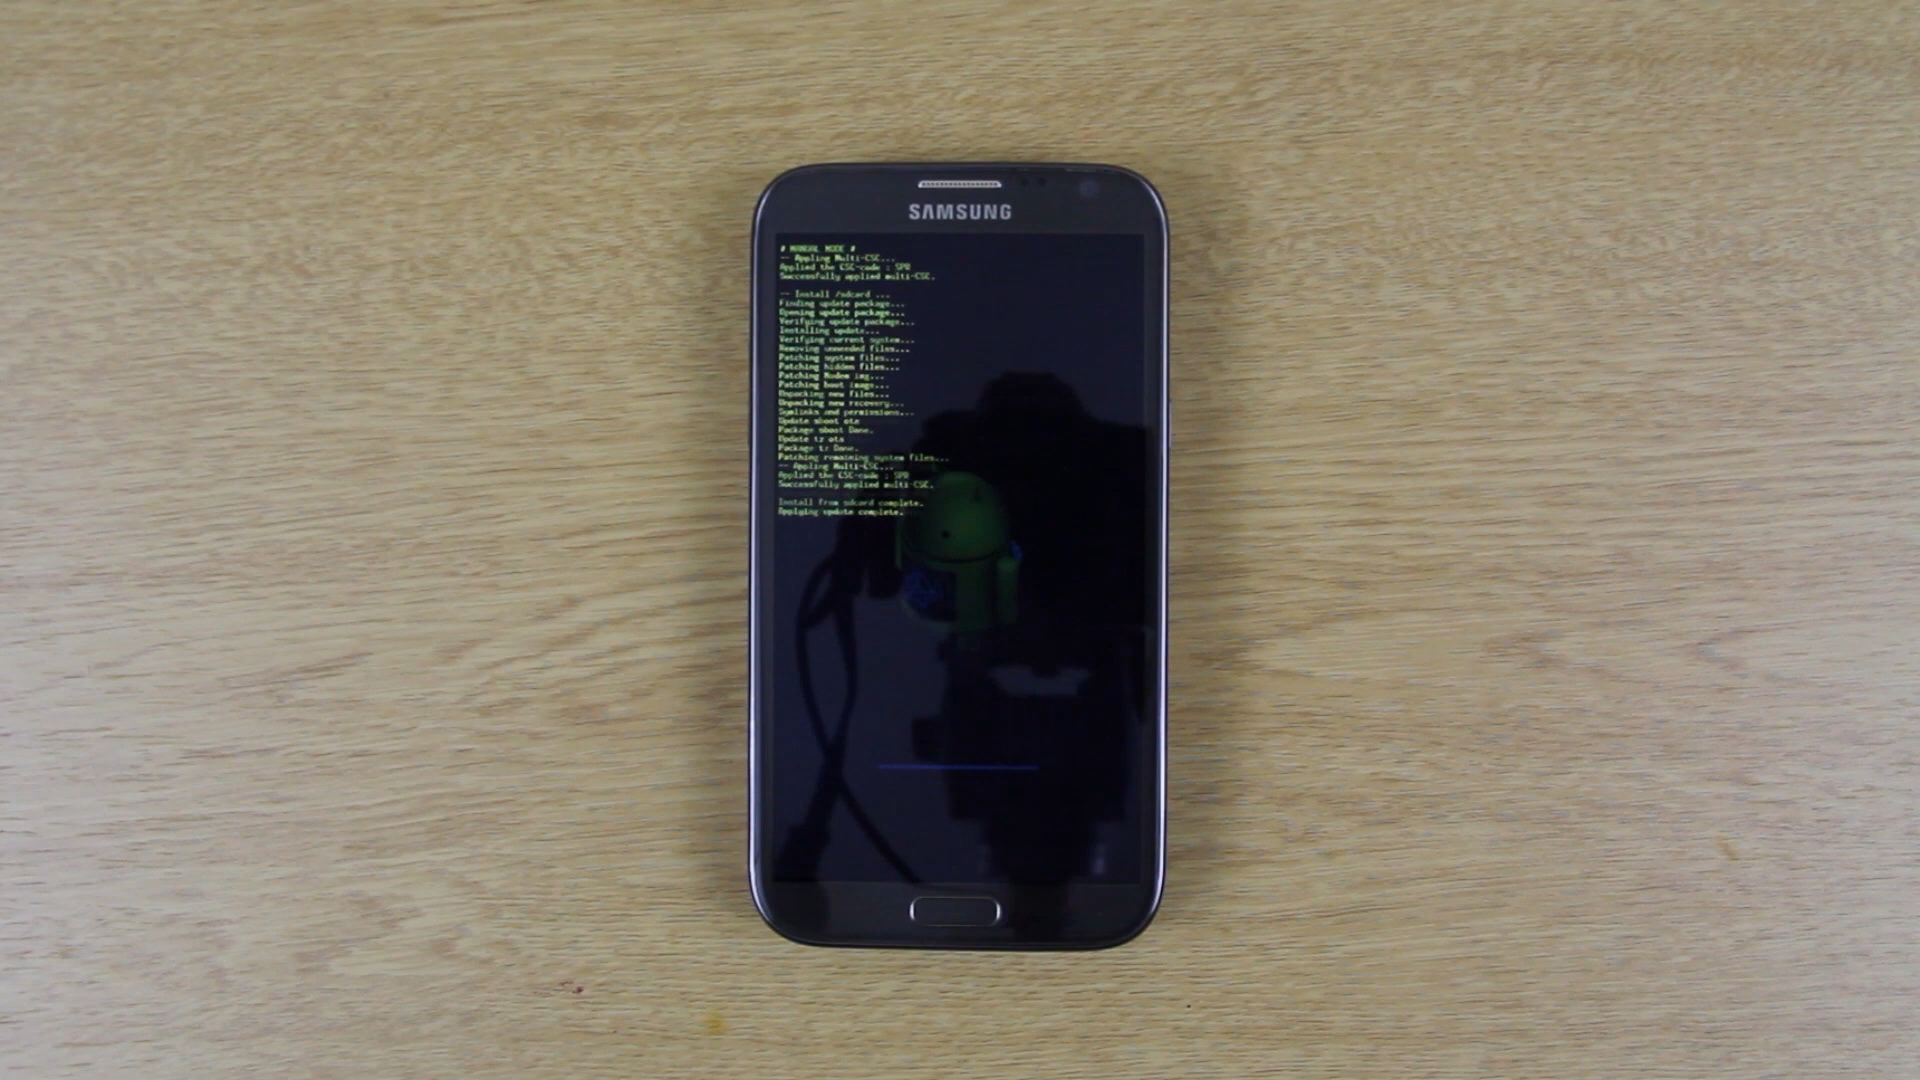 SAMSUNG
# MANUAL MODE #
-- Appling Multi-CSC...
Applied the CSC-code : SPR
Successfully applied multi-CSC.
-- Install /sdcard ...
Finding update package...
Opening update package...
Verifying update package...
Installing update...
Verifying current system...
Removing unneeded files...
Patching system files...
Patching hidden files...
Patching Modem img...
Patching boot image...
Unpacking new files...
Unpacking new recovery...
Symlinks and permissions...
Update sboot ota
Package sboot Done.
Update tz ota
Package tz Done.
Patching remaining system files...
-- Appling Multi-CSC...
Applied the CSC-code : SPR
Successfully applied multi-CSC.
Install from sdcard complete.
Applying update complete.